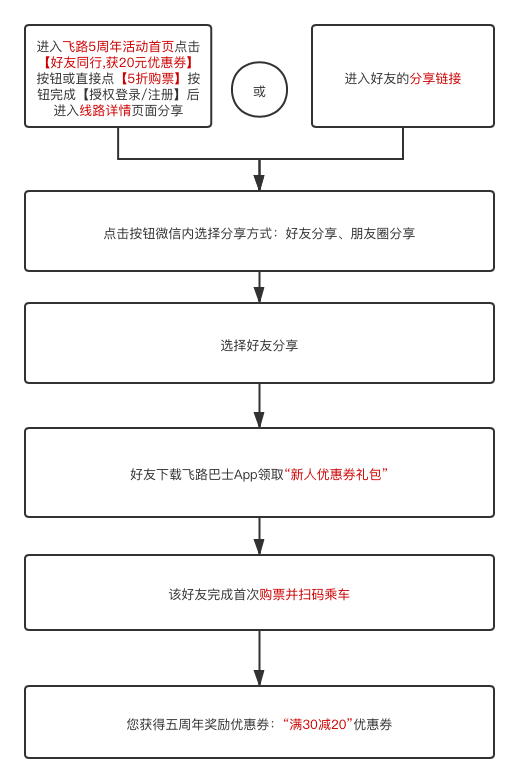 进入飞路5周年活动首页点击
【好友同行,获20元优惠券】
按钮或直接点【5折购票】按
钮完成【授权登录/注册】后
进入线路详情页面分享
或
进入好友的分享链接
点击按钮微信内选择分享方式：好友分享、朋友圈分享
选择好友分享
好友下载飞路巴士App领取“新人优惠券礼包”
该好友完成首次购票并扫码乘车
您获得五周年奖励优惠券：“满30减20”优惠券